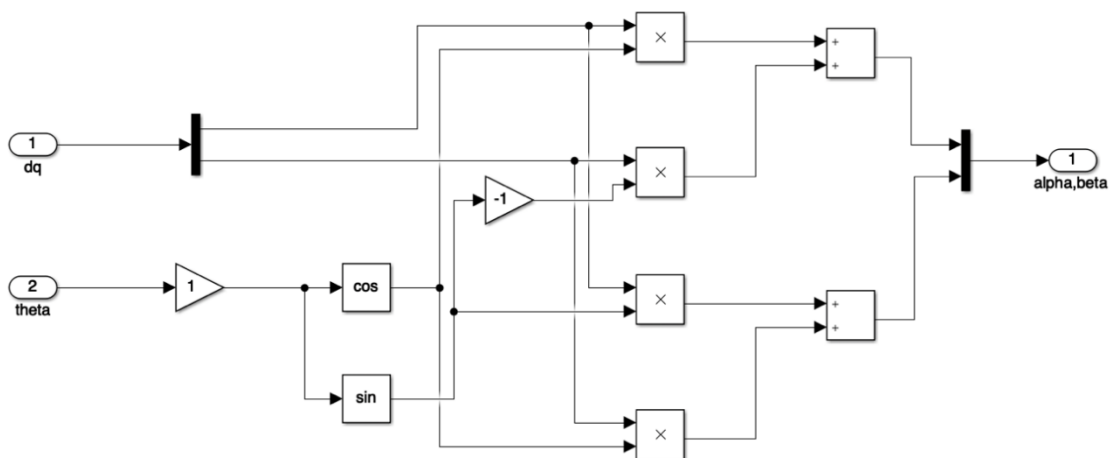 ×
+
+
1
dq
×
-1
1
alpha,beta
2
theta
1
cos
×
+
+
sin
×